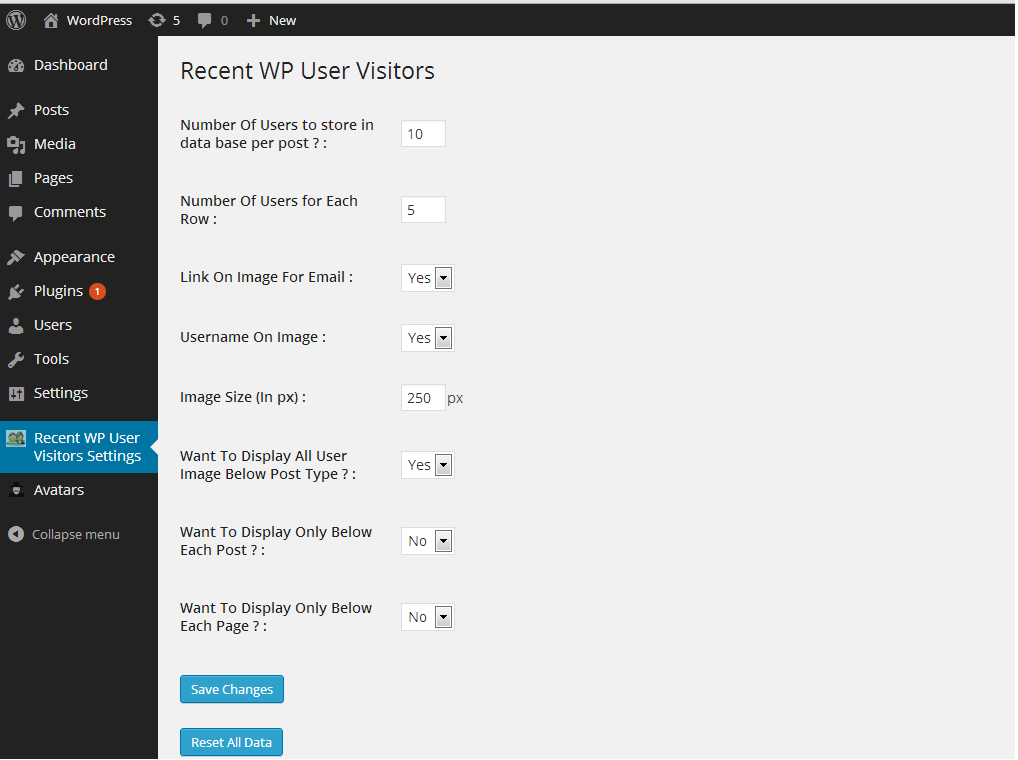 WordPress 5 0 New
Dashboard
Posts
Media
Pages
Comments
Appearance
Plugins 1
Users
Tools
Settings
Recent WP User
Visitors Settings
Avatars
Collapse menu
Recent WP User Visitors
Number Of Users to store in
data base per post ? :
10
Number Of Users for Each
Row :
5
Link On Image For Email :
Yes
Username On Image :
Yes
Image Size (In px) :
250 px
Want To Display All User
Image Below Post Type ? :
Yes
Want To Display Only Below
Each Post ? :
No
Want To Display Only Below
Each Page ? :
No
Save Changes
Reset All Data